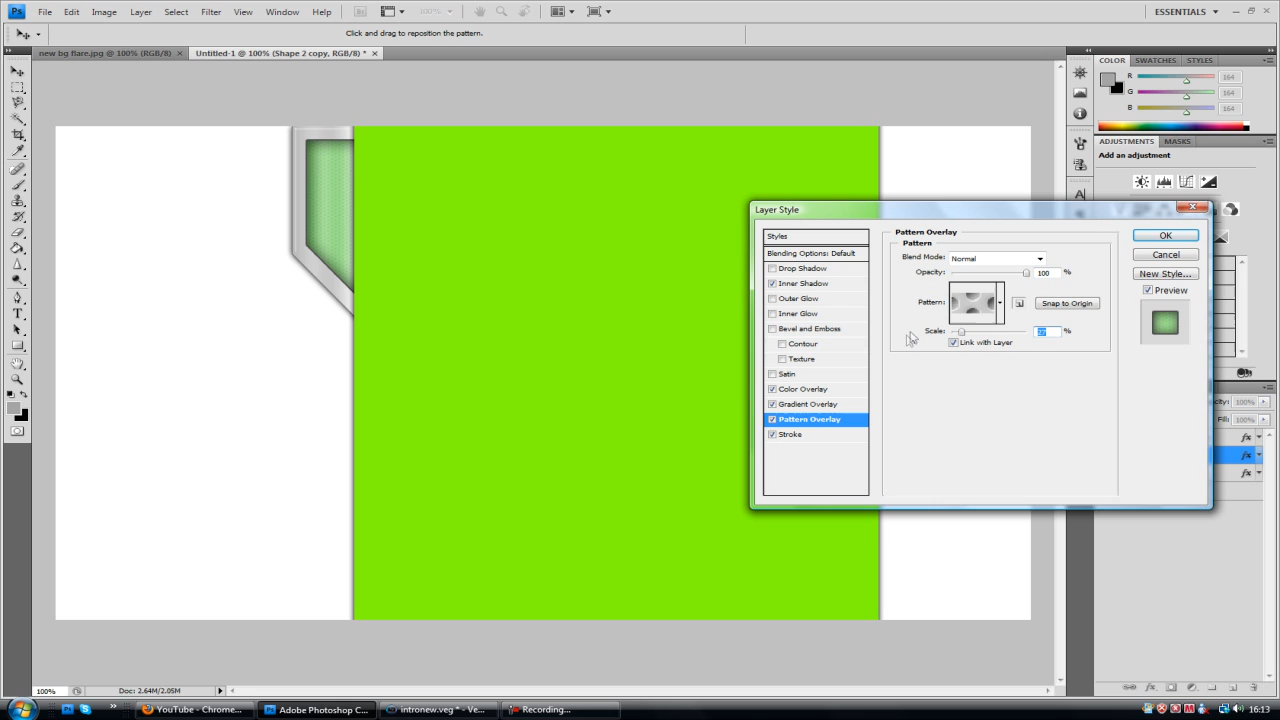 Ps File Edit Image Layer Select Filter View Window Help 100% ESSENTIALS
Click and drag to reposition the pattern.
new bg flare.jpg @ 100% (RGB/8) × Untitled-1 @ 100% (Shape 2 copy, RGB/8) * ×
COLOR SWATCHES STYLES
R 164
G 164
B 164
ADJUSTMENTS MASKS
Add an adjustment
Layer Style
Styles
Blending Options: Default
Drop Shadow
Inner Shadow
Outer Glow
Inner Glow
Bevel and Emboss
Contour
Texture
Satin
Color Overlay
Gradient Overlay
Pattern Overlay
Stroke
Pattern Overlay
Pattern
Blend Mode: Normal
Opacity: 100 %
Pattern: Snap to Origin
Scale: 27 %
Link with Layer
OK
Cancel
New Style...
Preview
100%
Fill: 100%
fx
fx
fx
100% Doc: 2.64M/2.05M
YouTube - Chrome... Adobe Photoshop C... intronew.veg * - Ve... Recording... 16:13